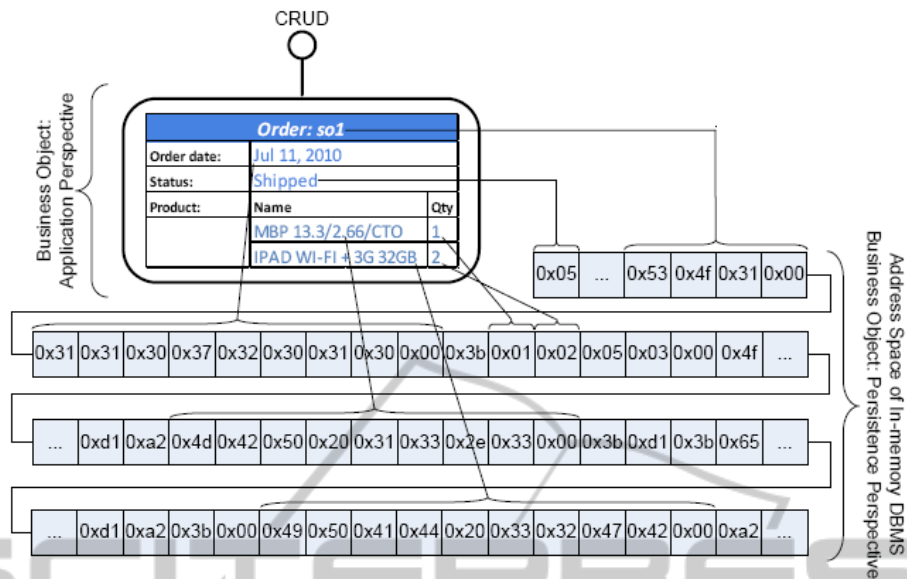 CRUD
Business Object:
Application Perspective
Order: so1
Order date: Jul 11, 2010
Status: Shipped
Product: Name Qty
MBP 13.3/2.66/CTO 1
IPAD WI-FI + 3G 32GB 2
0x05 ... 0x53 0x4f 0x31 0x00
0x31 0x31 0x30 0x37 0x32 0x30 0x31 0x30 0x00 0x3b 0x01 0x02 0x05 0x03 0x00 0x4f ...
... 0xd1 0xa2 0x4d 0x42 0x50 0x20 0x31 0x33 0x2e 0x33 0x00 0x3b 0xd1 0x3b 0x65 ...
... 0xd1 0xa2 0x3b 0x00 0x49 0x50 0x41 0x44 0x20 0x33 0x32 0x47 0x42 0x00 0xa2 ...
Address Space of In-memory DBMS
Business Object: Persistence Perspective